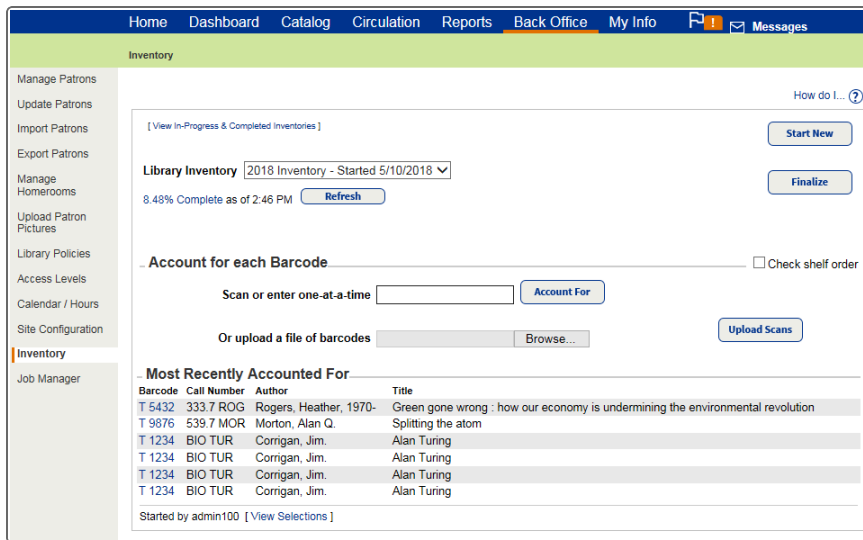 Home Dashboard Catalog Circulation Reports Back Office My Info ! Messages
Inventory
Manage Patrons
Update Patrons
Import Patrons
Export Patrons
Manage
Homerooms
Upload Patron
Pictures
Library Policies
Access Levels
Calendar / Hours
Site Configuration
Inventory
Job Manager
How do I... ?
[ View In-Progress & Completed Inventories ]
Start New
Library Inventory 2018 Inventory - Started 5/10/2018
Finalize
8.48% Complete as of 2:46 PM Refresh
Account for each Barcode Check shelf order
Scan or enter one-at-a-time Account For
Or upload a file of barcodes Browse... Upload Scans
Most Recently Accounted For
Barcode Call Number Author Title
T 5432 333.7 ROG Rogers, Heather, 1970- Green gone wrong : how our economy is undermining the environmental revolution
T 9876 539.7 MOR Morton, Alan Q. Splitting the atom
T 1234 BIO TUR Corrigan, Jim. Alan Turing
T 1234 BIO TUR Corrigan, Jim. Alan Turing
T 1234 BIO TUR Corrigan, Jim. Alan Turing
T 1234 BIO TUR Corrigan, Jim. Alan Turing
Started by admin100 [ View Selections ]